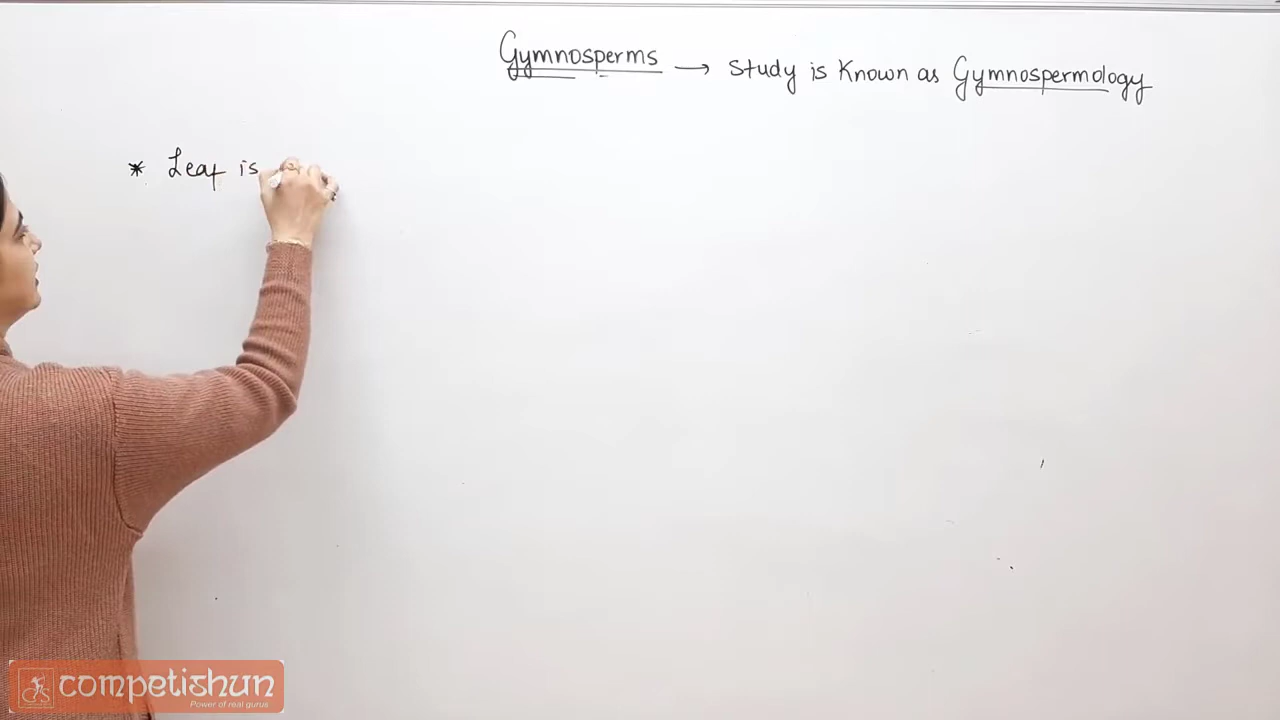 Gymnosperms → Study is Known as Gymnospermology
* Leaf is
competishun
Power of real gurus